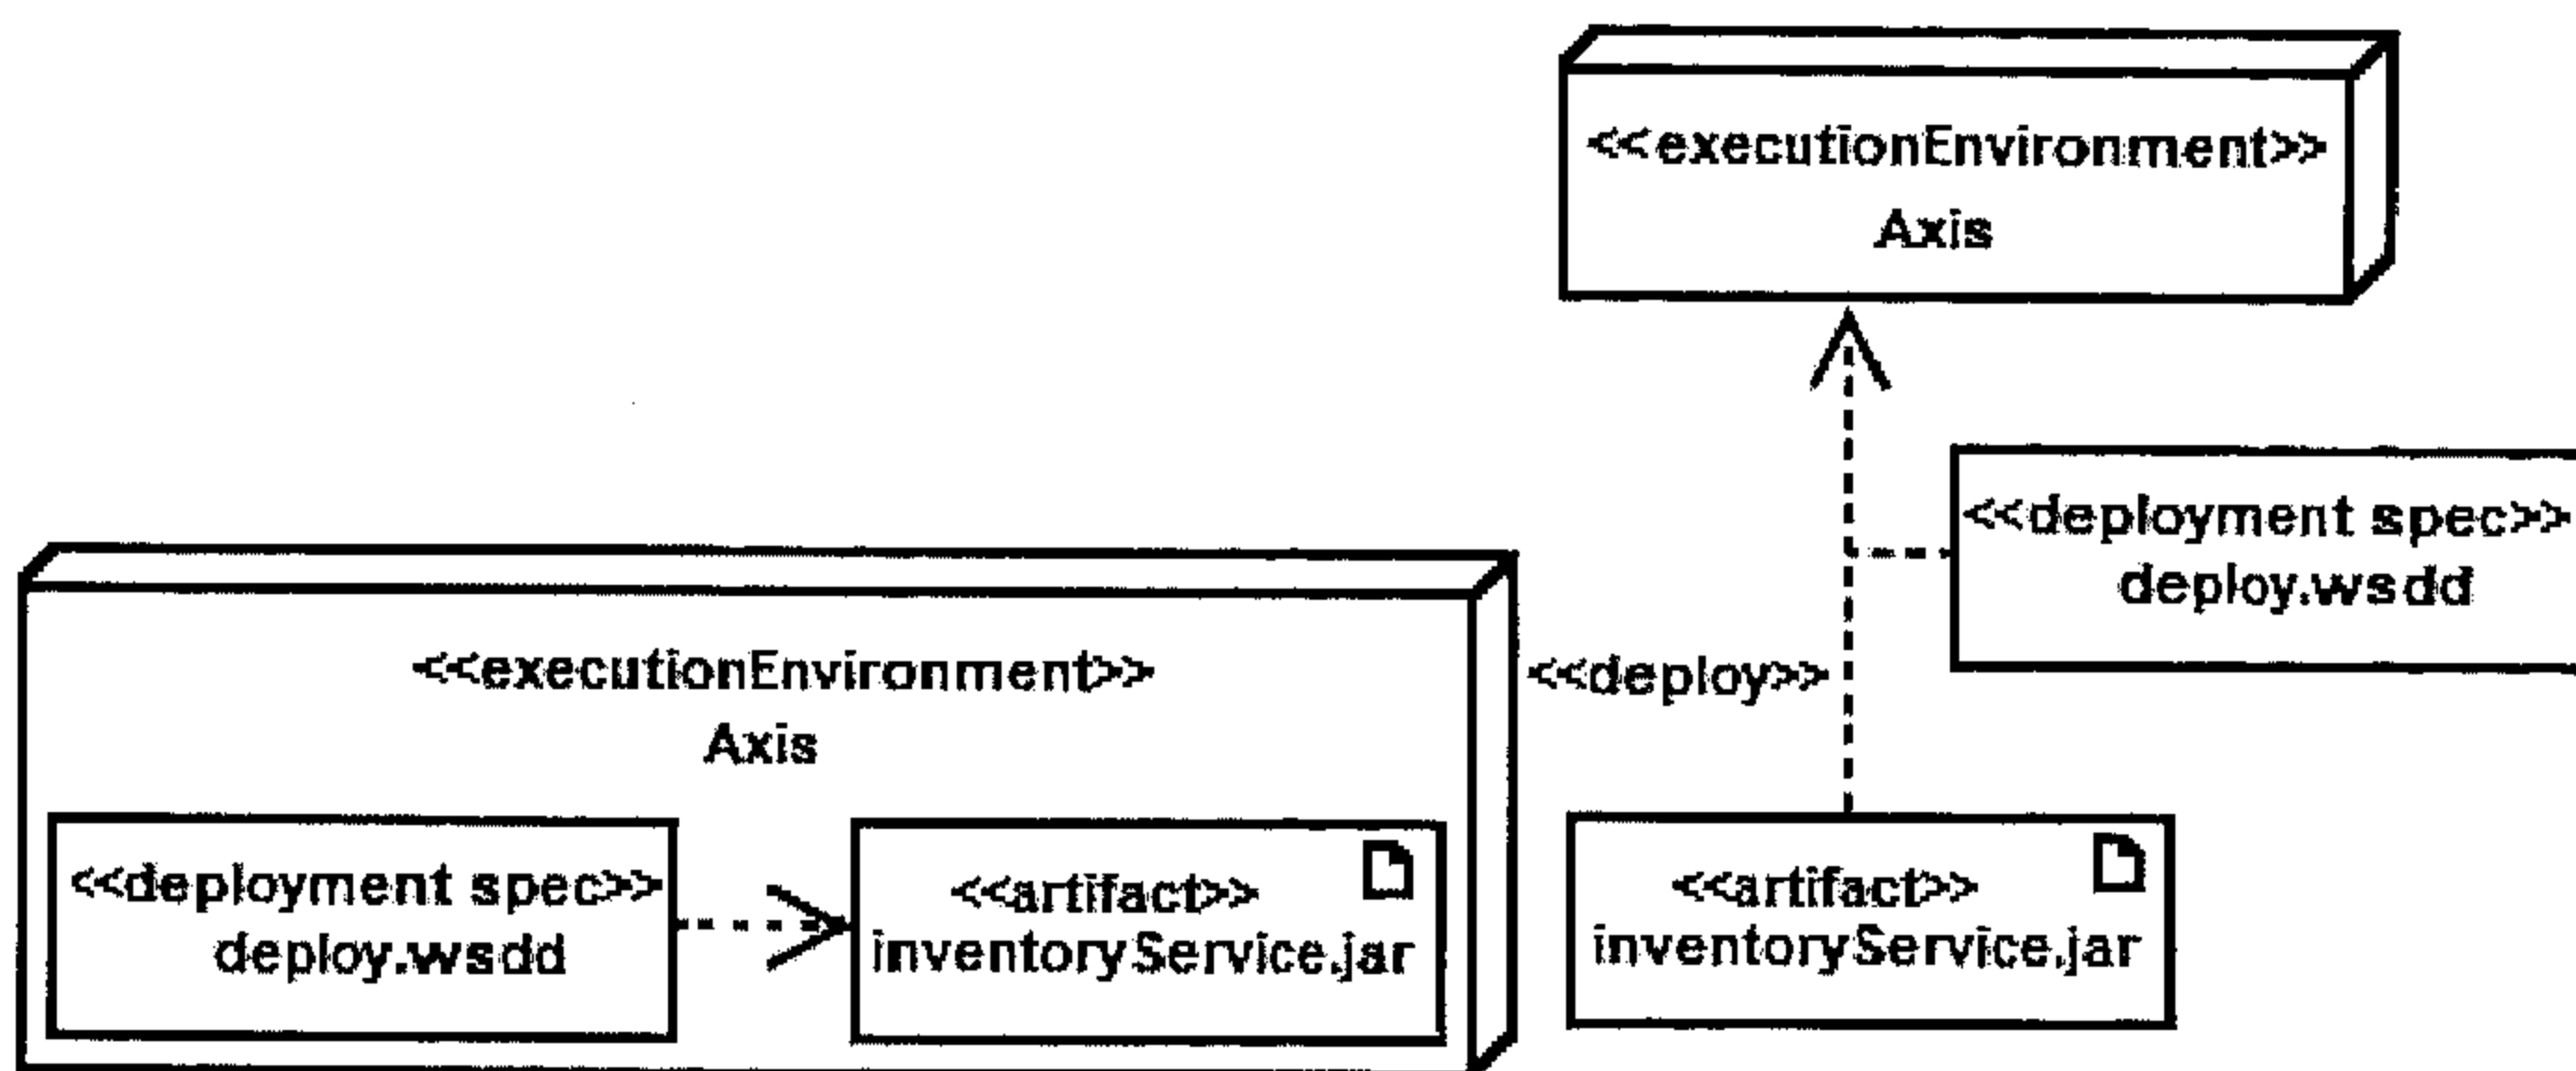 <<executionEnvironment>>
Axis
<<deployment spec>>
deploy.wsdd
<<executionEnvironment>>
Axis
<<deploy>>
<<deployment spec>>
deploy.wsdd
<<artifact>>
inventoryService.jar
<<artifact>>
inventoryService.jar